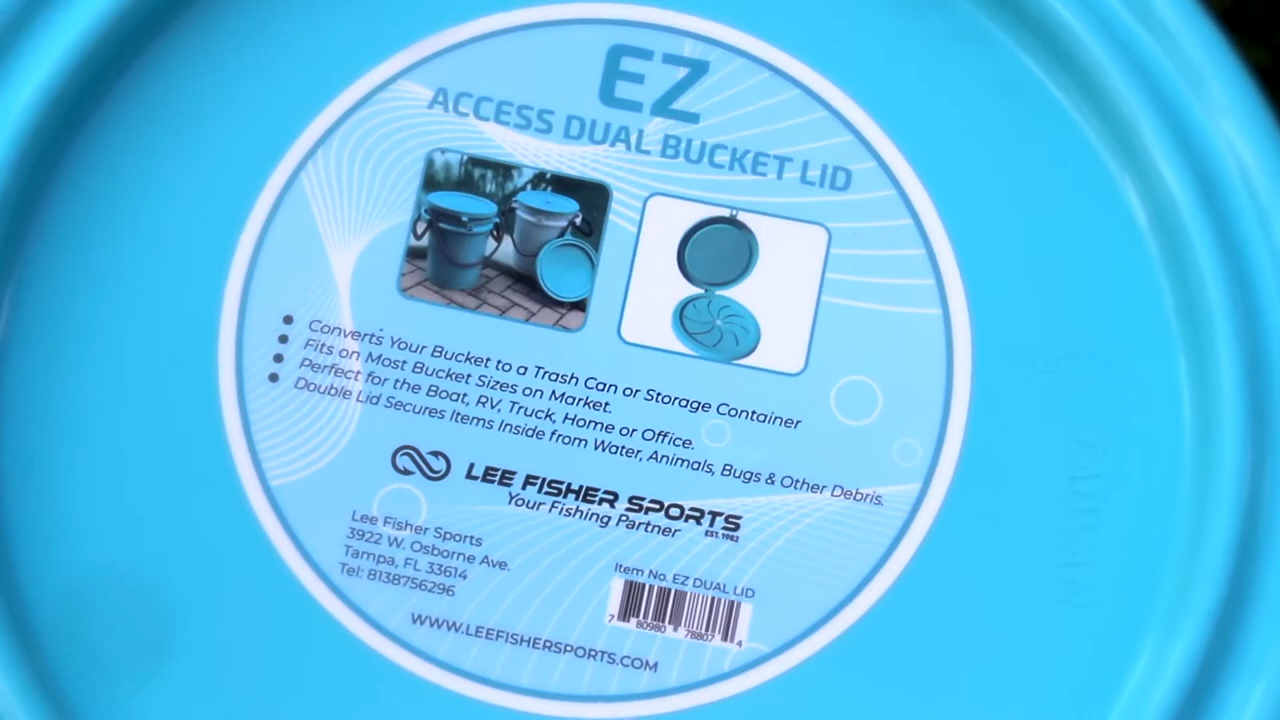 EZ
ACCESS DUAL BUCKET LID
• Converts Your Bucket to a Trash Can or Storage Container
• Fits on Most Bucket Sizes on Market.
• Perfect for the Boat, RV, Truck, Home or Office.
• Double Lid Secures Items Inside from Water, Animals, Bugs & Other Debris.
LEE FISHER SPORTS
Your Fishing Partner
EST. 1982
Lee Fisher Sports
3922 W. Osborne Ave.
Tampa, FL 33614
Tel: 8138756296
Item No. EZ DUAL LID
7 80980 78807 4
WWW.LEEFISHERSPORTS.COM